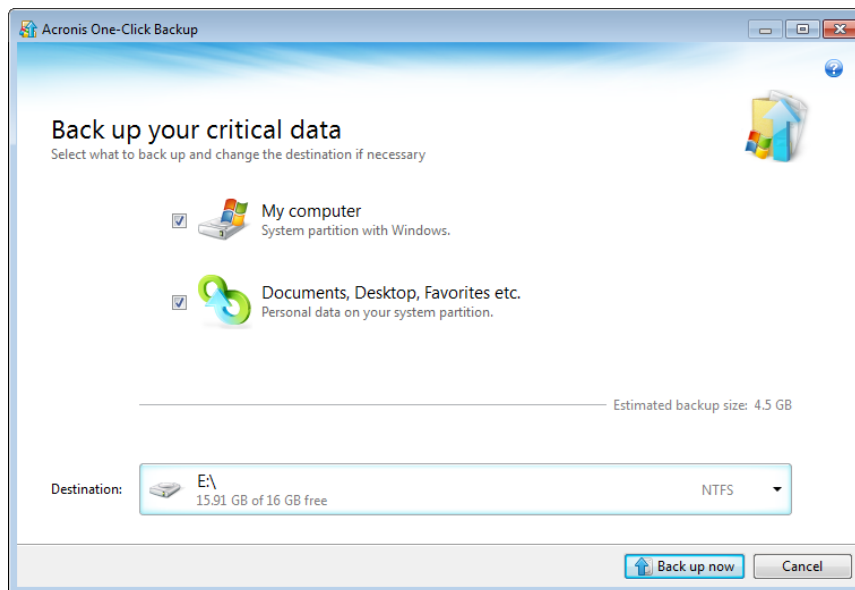 Acronis One-Click Backup
Back up your critical data
Select what to back up and change the destination if necessary
My computer
System partition with Windows.
Documents, Desktop, Favorites etc.
Personal data on your system partition.
Estimated backup size: 4.5 GB
Destination:
E:\
15.91 GB of 16 GB free
NTFS
Back up now
Cancel